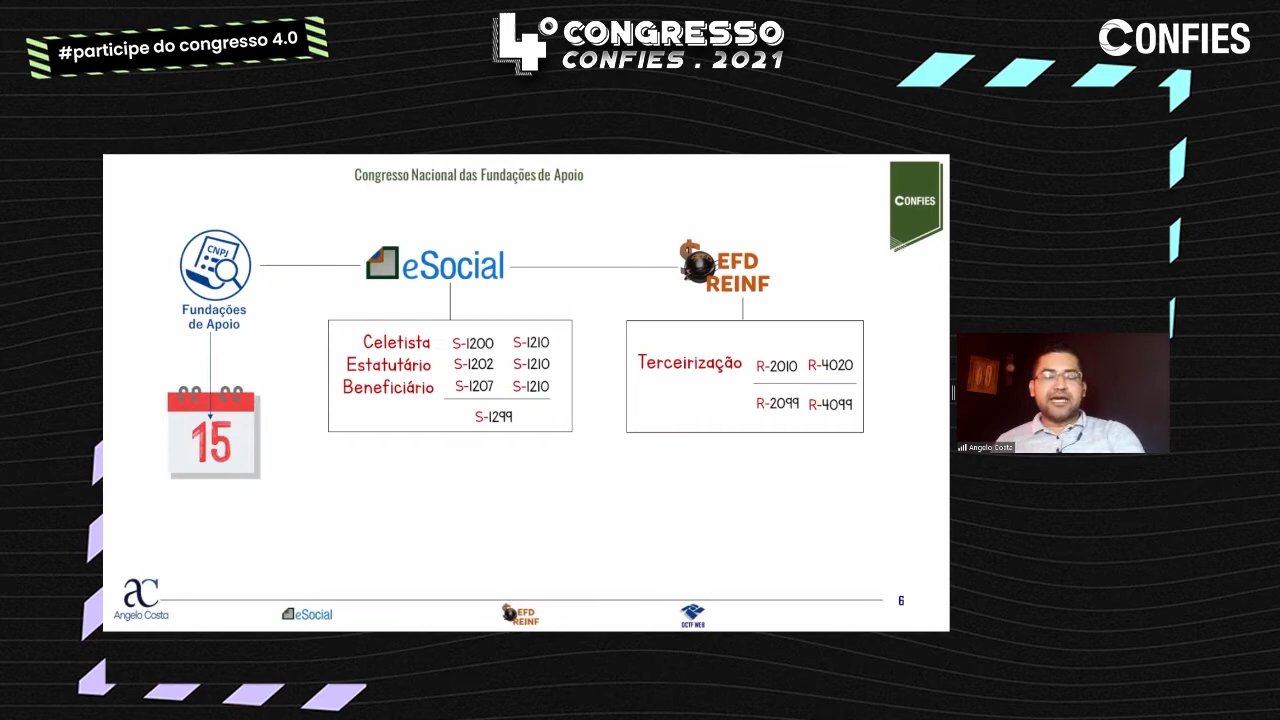 #participe do congresso 4.0
4º CONGRESSO
CONFIES . 2021
CONFIES
Congresso Nacional das Fundações de Apoio
CONFIES
CNPJ
eSocial
EFD
REINF
Fundações
de Apoio
Celetista S-1200 S-1210
Estatutário S-1202 S-1210
Beneficiário S-1207 S-1210
S-1299
Terceirização R-2010 R-4020
R-2099 R-4099
15
Angelo Costa
AC
Angelo Costa
eSocial
EFD
REINF
DCTF WEB
6